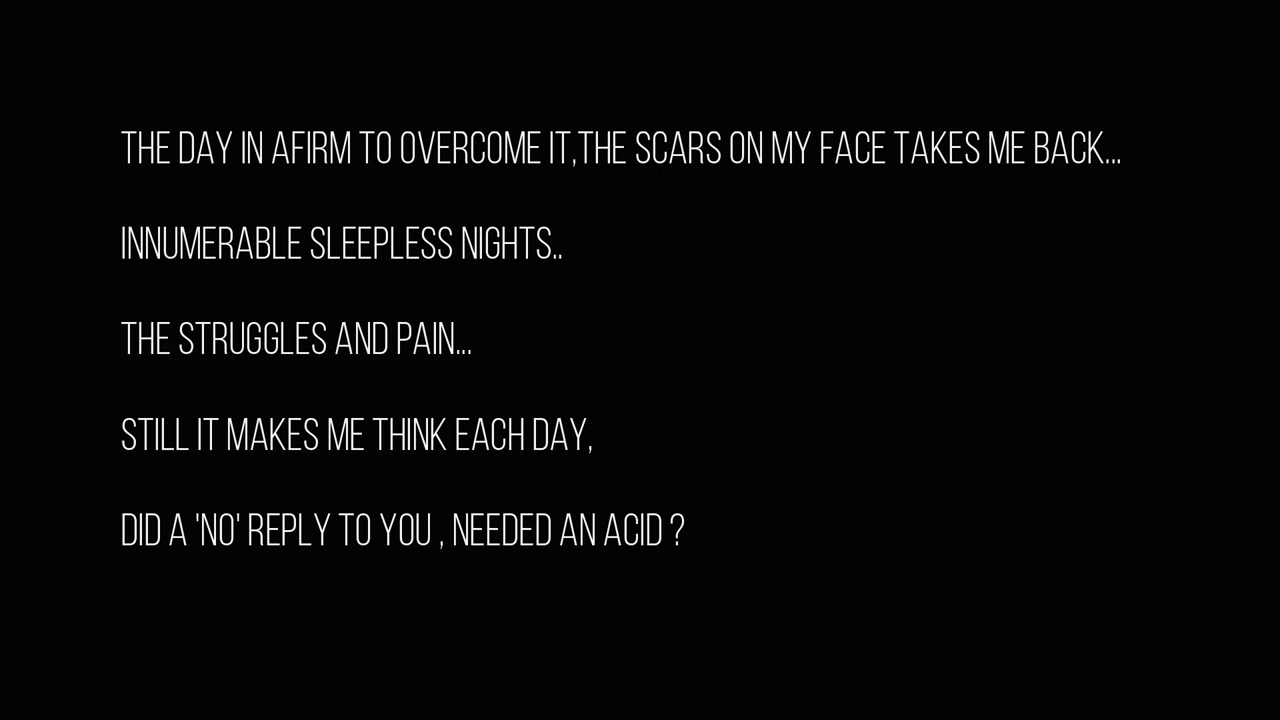 THE DAY IN AFIRM TO OVERCOME IT,THE SCARS ON MY FACE TAKES ME BACK...
INNUMERABLE SLEEPLESS NIGHTS..
THE STRUGGLES AND PAIN...
STILL IT MAKES ME THINK EACH DAY,
DID A 'NO' REPLY TO YOU , NEEDED AN ACID ?